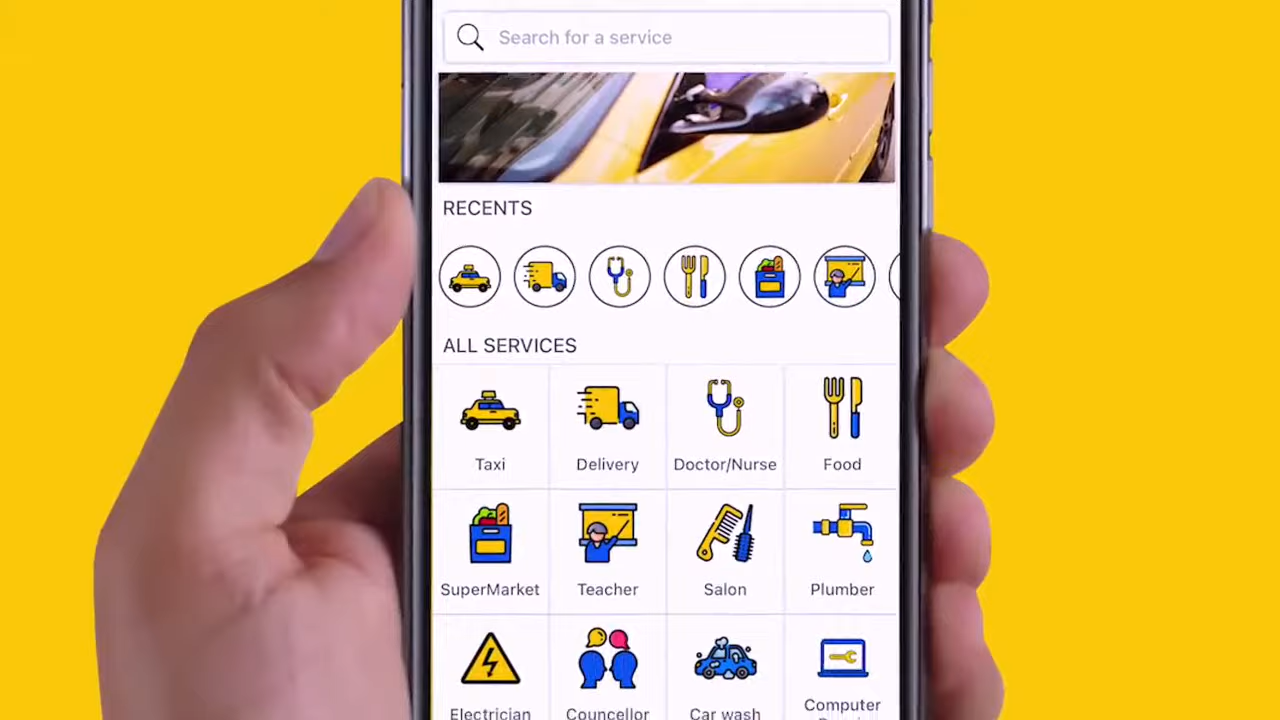 Search for a service
RECENTS
ALL SERVICES
Taxi
Delivery
Doctor/Nurse
Food
SuperMarket
Teacher
Salon
Plumber
Electrician
Councellor
Car wash
Computer